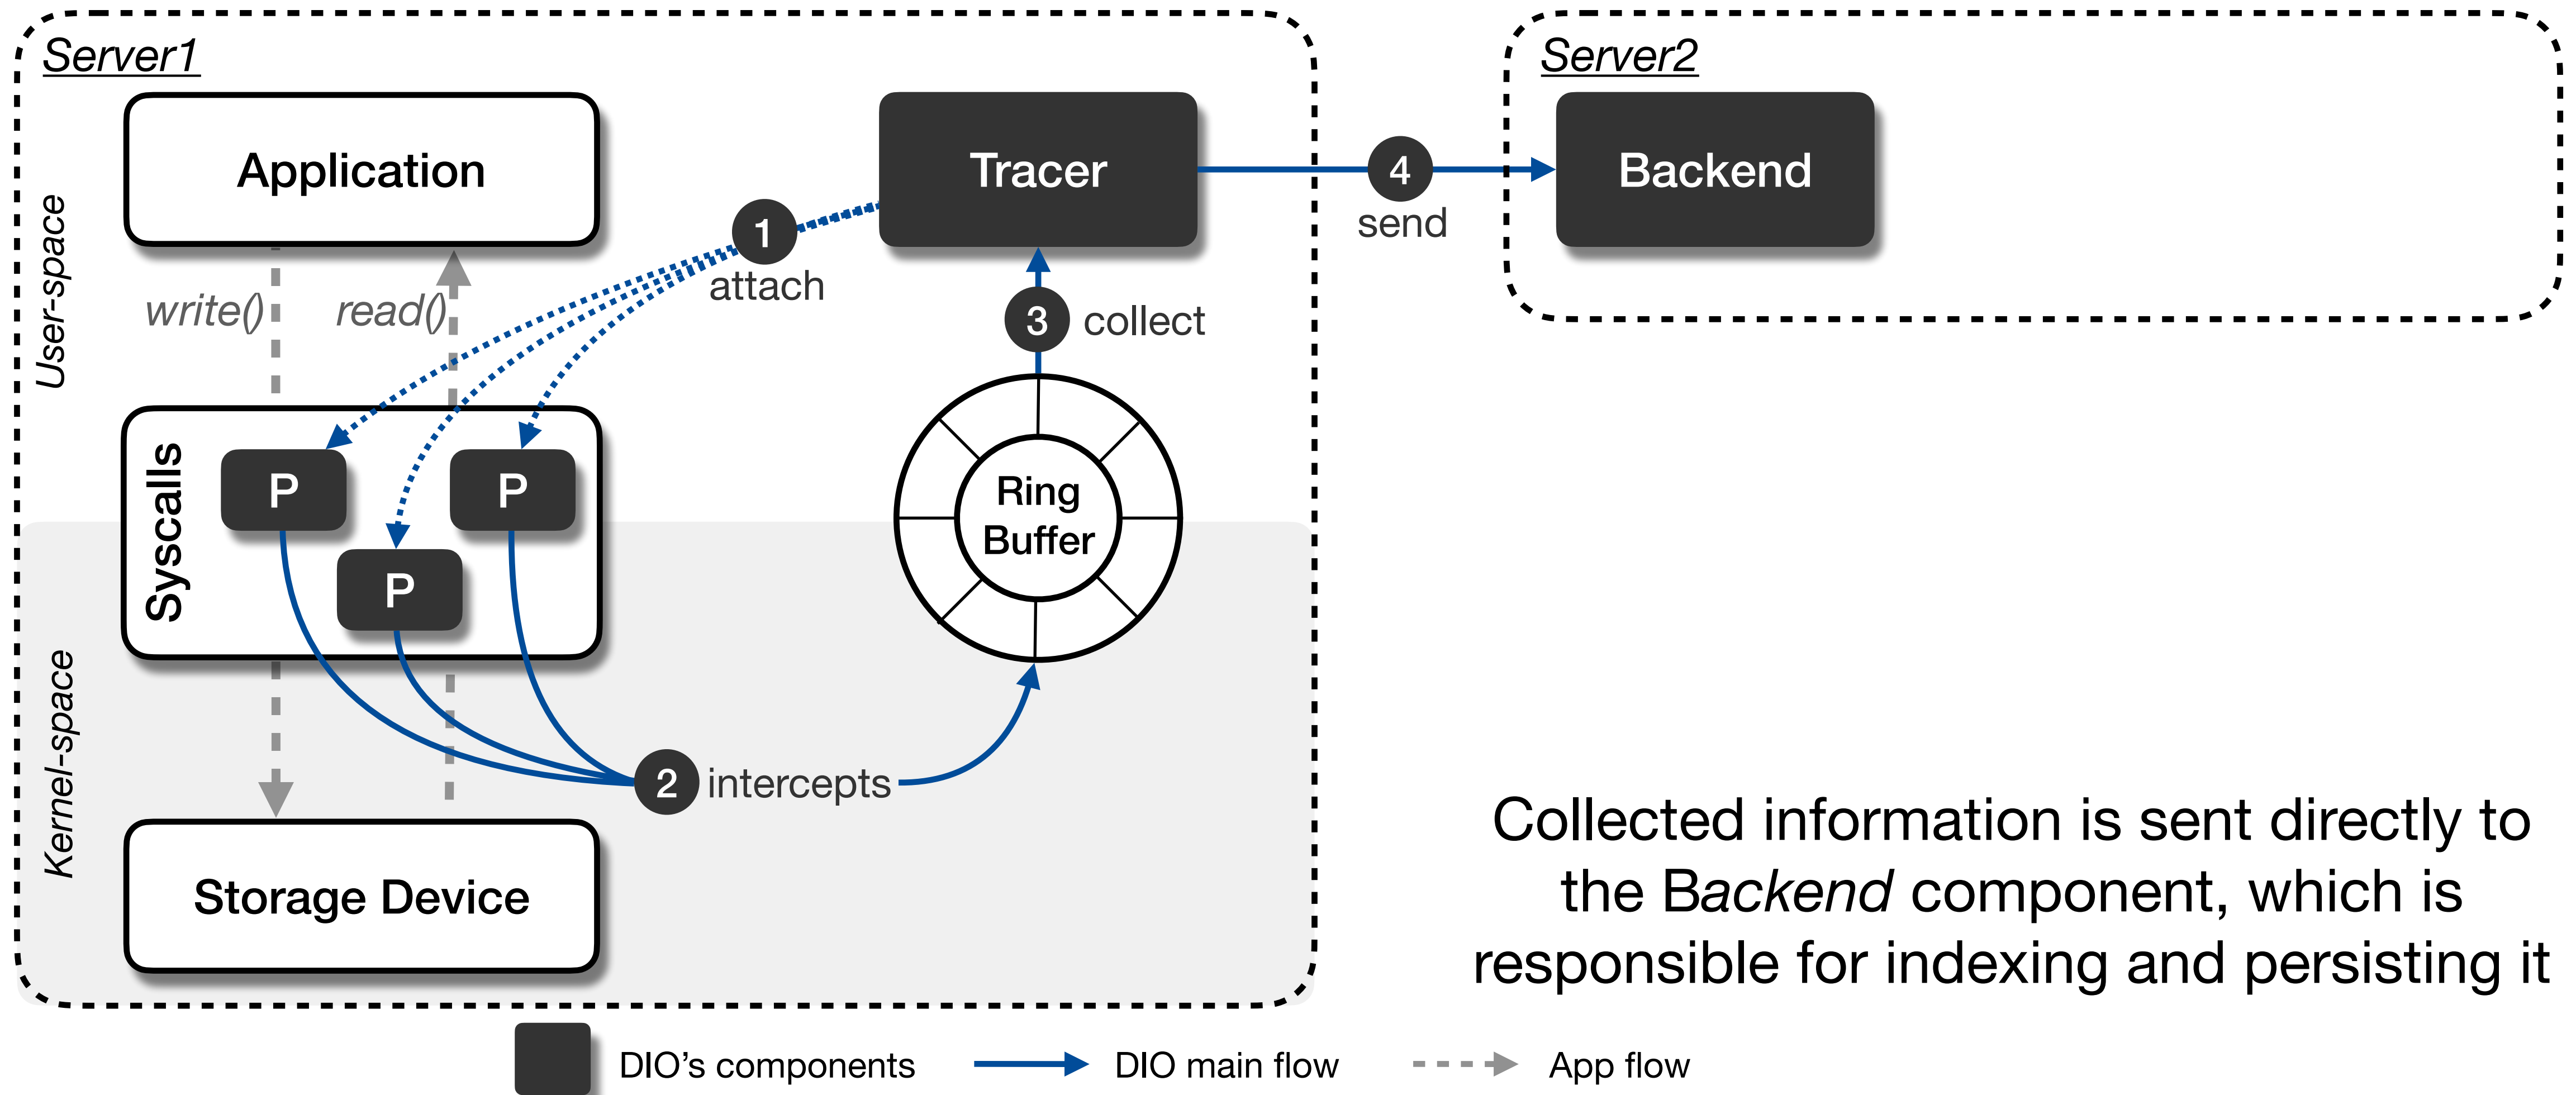 Server1
Server2
Application
Tracer
Backend
1
attach
4
send
User-space
write()
read()
3
collect
Syscalls
P
P
P
Ring
Buffer
Kernel-space
2
intercepts
Storage Device
Collected information is sent directly to
the Backend component, which is
responsible for indexing and persisting it
DIO's components
DIO main flow
App flow